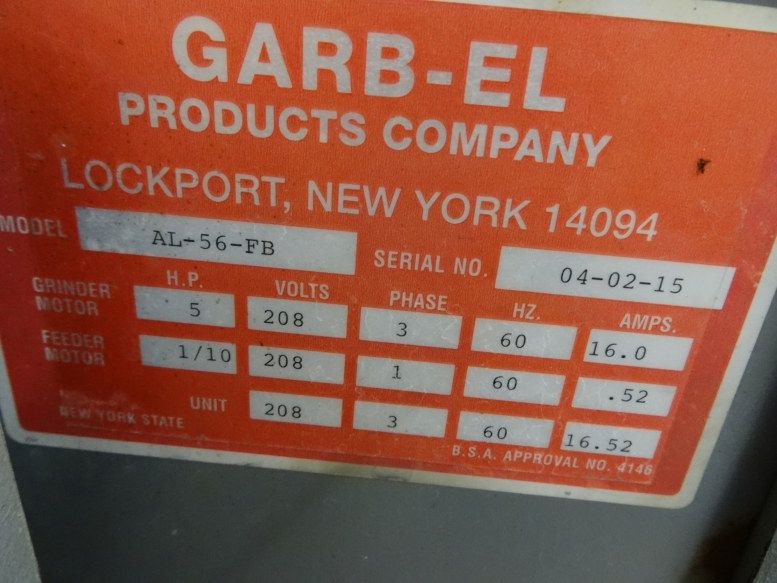 GARB-EL
PRODUCTS COMPANY
LOCKPORT, NEW YORK 14094
MODEL AL-56-FB SERIAL NO. 04-02-15
H.P. VOLTS PHASE HZ. AMPS.
GRINDER MOTOR 5 208 3 60 16.0
FEEDER MOTOR 1/10 208 1 60 .52
UNIT 208 3 60 16.52
NEW YORK STATE B.S.A. APPROVAL NO. 4146